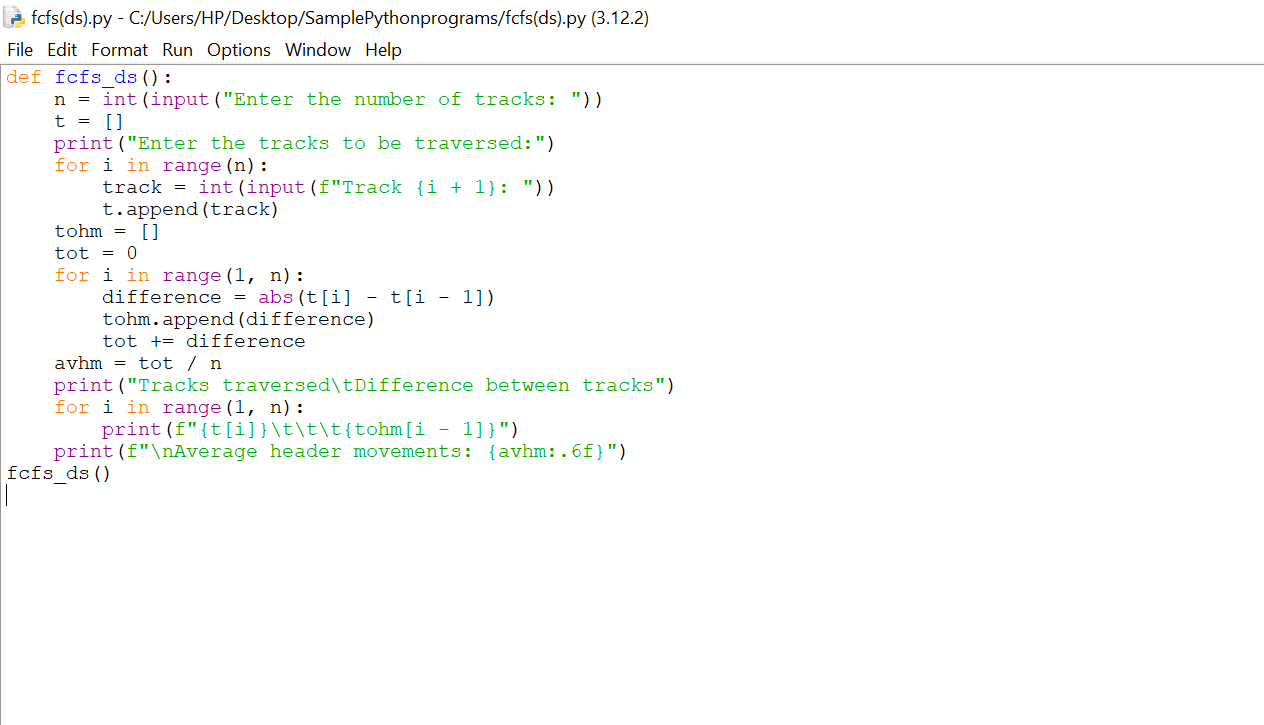 fcfs(ds).py - C:/Users/HP/Desktop/SamplePythonprograms/fcfs(ds).py (3.12.2)
File Edit Format Run Options Window Help
def fcfs_ds():
    n = int(input("Enter the number of tracks: "))
    t = []
    print("Enter the tracks to be traversed:")
    for i in range(n):
        track = int(input(f"Track {i + 1}: "))
        t.append(track)
    tohm = []
    tot = 0
    for i in range(1, n):
        difference = abs(t[i] - t[i - 1])
        tohm.append(difference)
        tot += difference
    avhm = tot / n
    print("Tracks traversed\tDifference between tracks")
    for i in range(1, n):
        print(f"{t[i]}\t\t\t{tohm[i - 1]}")
    print(f"\nAverage header movements: {avhm:.6f}")
fcfs_ds()